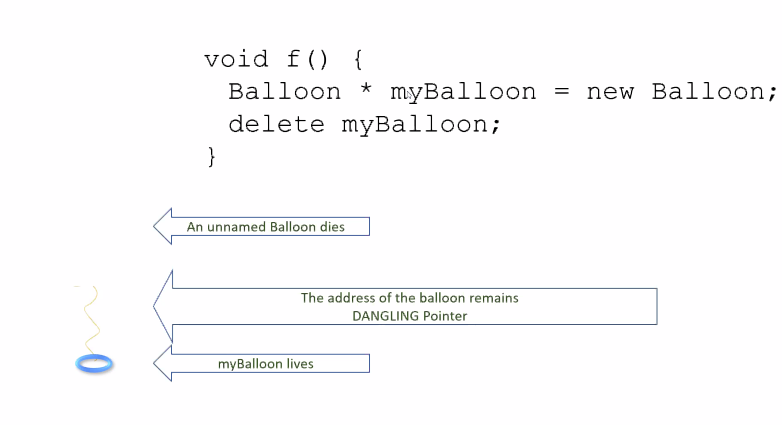 void f() {
  Balloon * myBalloon = new Balloon;
  delete myBalloon;
}
An unnamed Balloon dies
The address of the balloon remains
DANGLING Pointer
myBalloon lives